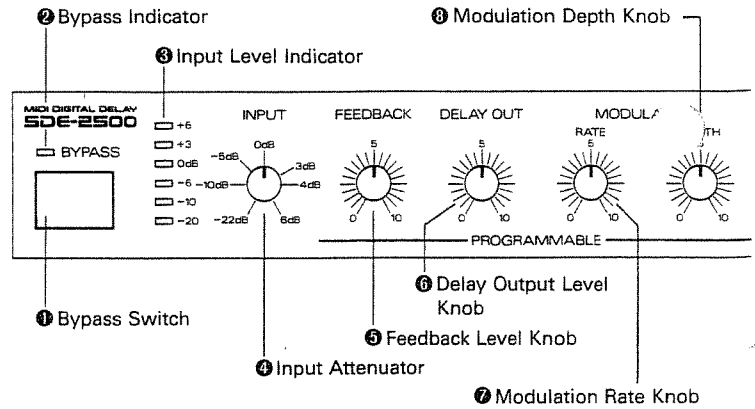 ❷ Bypass Indicator
❽ Modulation Depth Knob
❸ Input Level Indicator
MIDI DIGITAL DELAY
SDE-2500
BYPASS
+6
+3
0dB
-6
-10
-20
INPUT
0dB
-5dB
3dB
-10dB
4dB
-22dB
6dB
FEEDBACK
5
0
10
DELAY OUT
5
0
10
MODULA
RATE
5
0
10
TH
5
0
10
PROGRAMMABLE
❻ Delay Output Level
Knob
❶ Bypass Switch
❺ Feedback Level Knob
❹ Input Attenuator
❼ Modulation Rate Knob